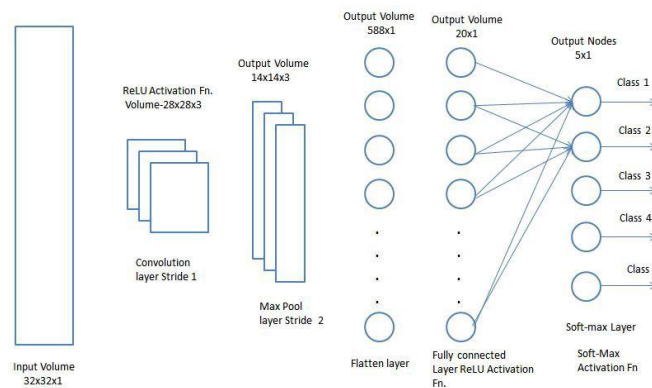 Input Volume
32x32x1
ReLU Activation Fn.
Volume-28x28x3
Convolution
layer Stride 1
Output Volume
14x14x3
Max Pool
layer Stride 2
Output Volume
588x1
Flatten layer
Output Volume
20x1
Fully connected
Layer ReLU Activation
Fn.
Output Nodes
5x1
Class 1
Class 2
Class 3
Class 4
Class
Soft-max Layer
Soft-Max
Activation Fn